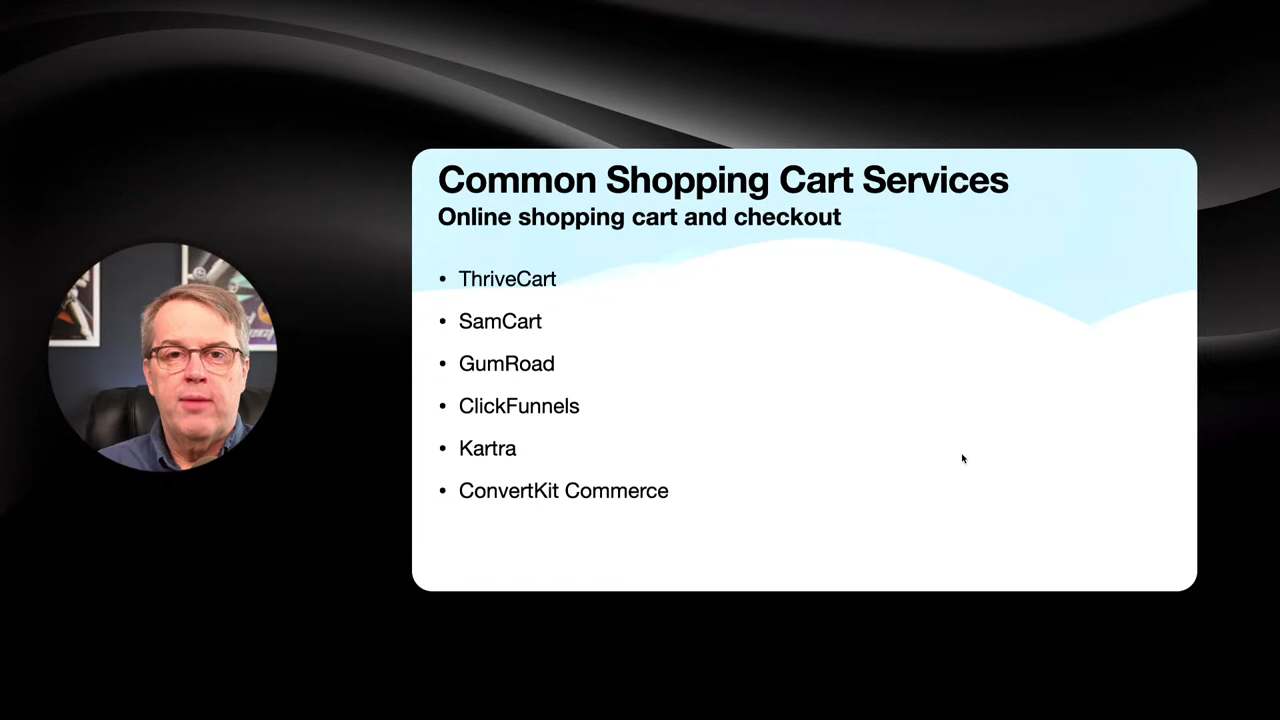 Common Shopping Cart Services
Online shopping cart and checkout
• ThriveCart
• SamCart
• GumRoad
• ClickFunnels
• Kartra
• ConvertKit Commerce